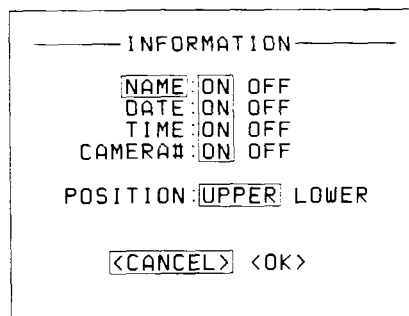 INFORMATION
NAME:ON OFF
DATE:ON OFF
TIME:ON OFF
CAMERA#:ON OFF
POSITION:UPPER LOWER
<CANCEL> <OK>